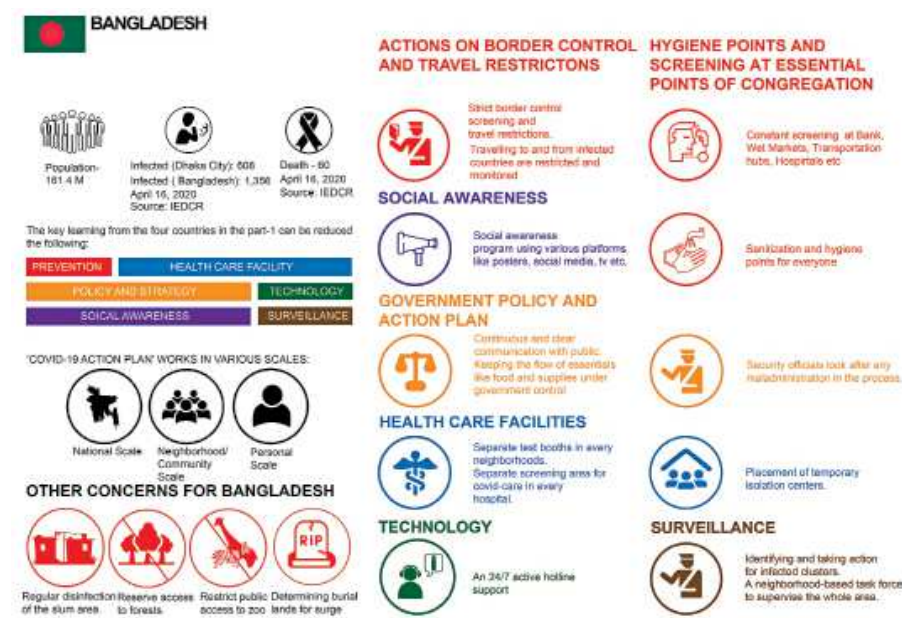 BANGLADESH
Population-
161.4 M
Infected (Dhaka City): 608
Infected ( Bangladesh): 1,356
April 16, 2020
Source: IEDCR
Death - 60
April 16, 2020
Source: IEDCR
The key learning from the four countries in the part-1 can be reduced
the following:
PREVENTION
HEALTH CARE FACILITY
POLICY AND STRATEGY
TECHNOLOGY
SOICAL AWARENESS
SURVEILLANCE
'COVID-19 ACTION PLAN' WORKS IN VARIOUS SCALES:
National Scale
Neighborhood/
Community
Scale
Personal
Scale
OTHER CONCERNS FOR BANGLADESH
RIP
Regular disinfection
of the slum area.
Reserve access
to forests.
Restrict public
access to zoo
Determining burial
lands for surge
ACTIONS ON BORDER CONTROL
AND TRAVEL RESTRICTONS
Strict border control
screening and
travel restrictions.
Travelling to and from infected
countries are restricted and
monitored
SOCIAL AWARENESS
Social awareness
program using various platforms
like posters, social media, tv etc.
GOVERNMENT POLICY AND
ACTION PLAN
Continuous and clear
communication with public.
Keeping the flow of essentials
like food and supplies under
government control
HEALTH CARE FACILITIES
Separate test booths in every
neighborhoods.
Separate screening area for
covid-care in every
hospital.
TECHNOLOGY
An 24/7 active hotline
support
HYGIENE POINTS AND
SCREENING AT ESSENTIAL
POINTS OF CONGREGATION
Constant screening at Bank,
Wet Markets, Transportation
hubs, Hospitals etc
Sanitization and hygiene
points for everyone
Security officials look after any
maladministration in the process.
Placement of temporary
isolation centers.
SURVEILLANCE
Identifying and taking action
for infected clusters.
A neighborhood-based task force
to supervise the whole area.